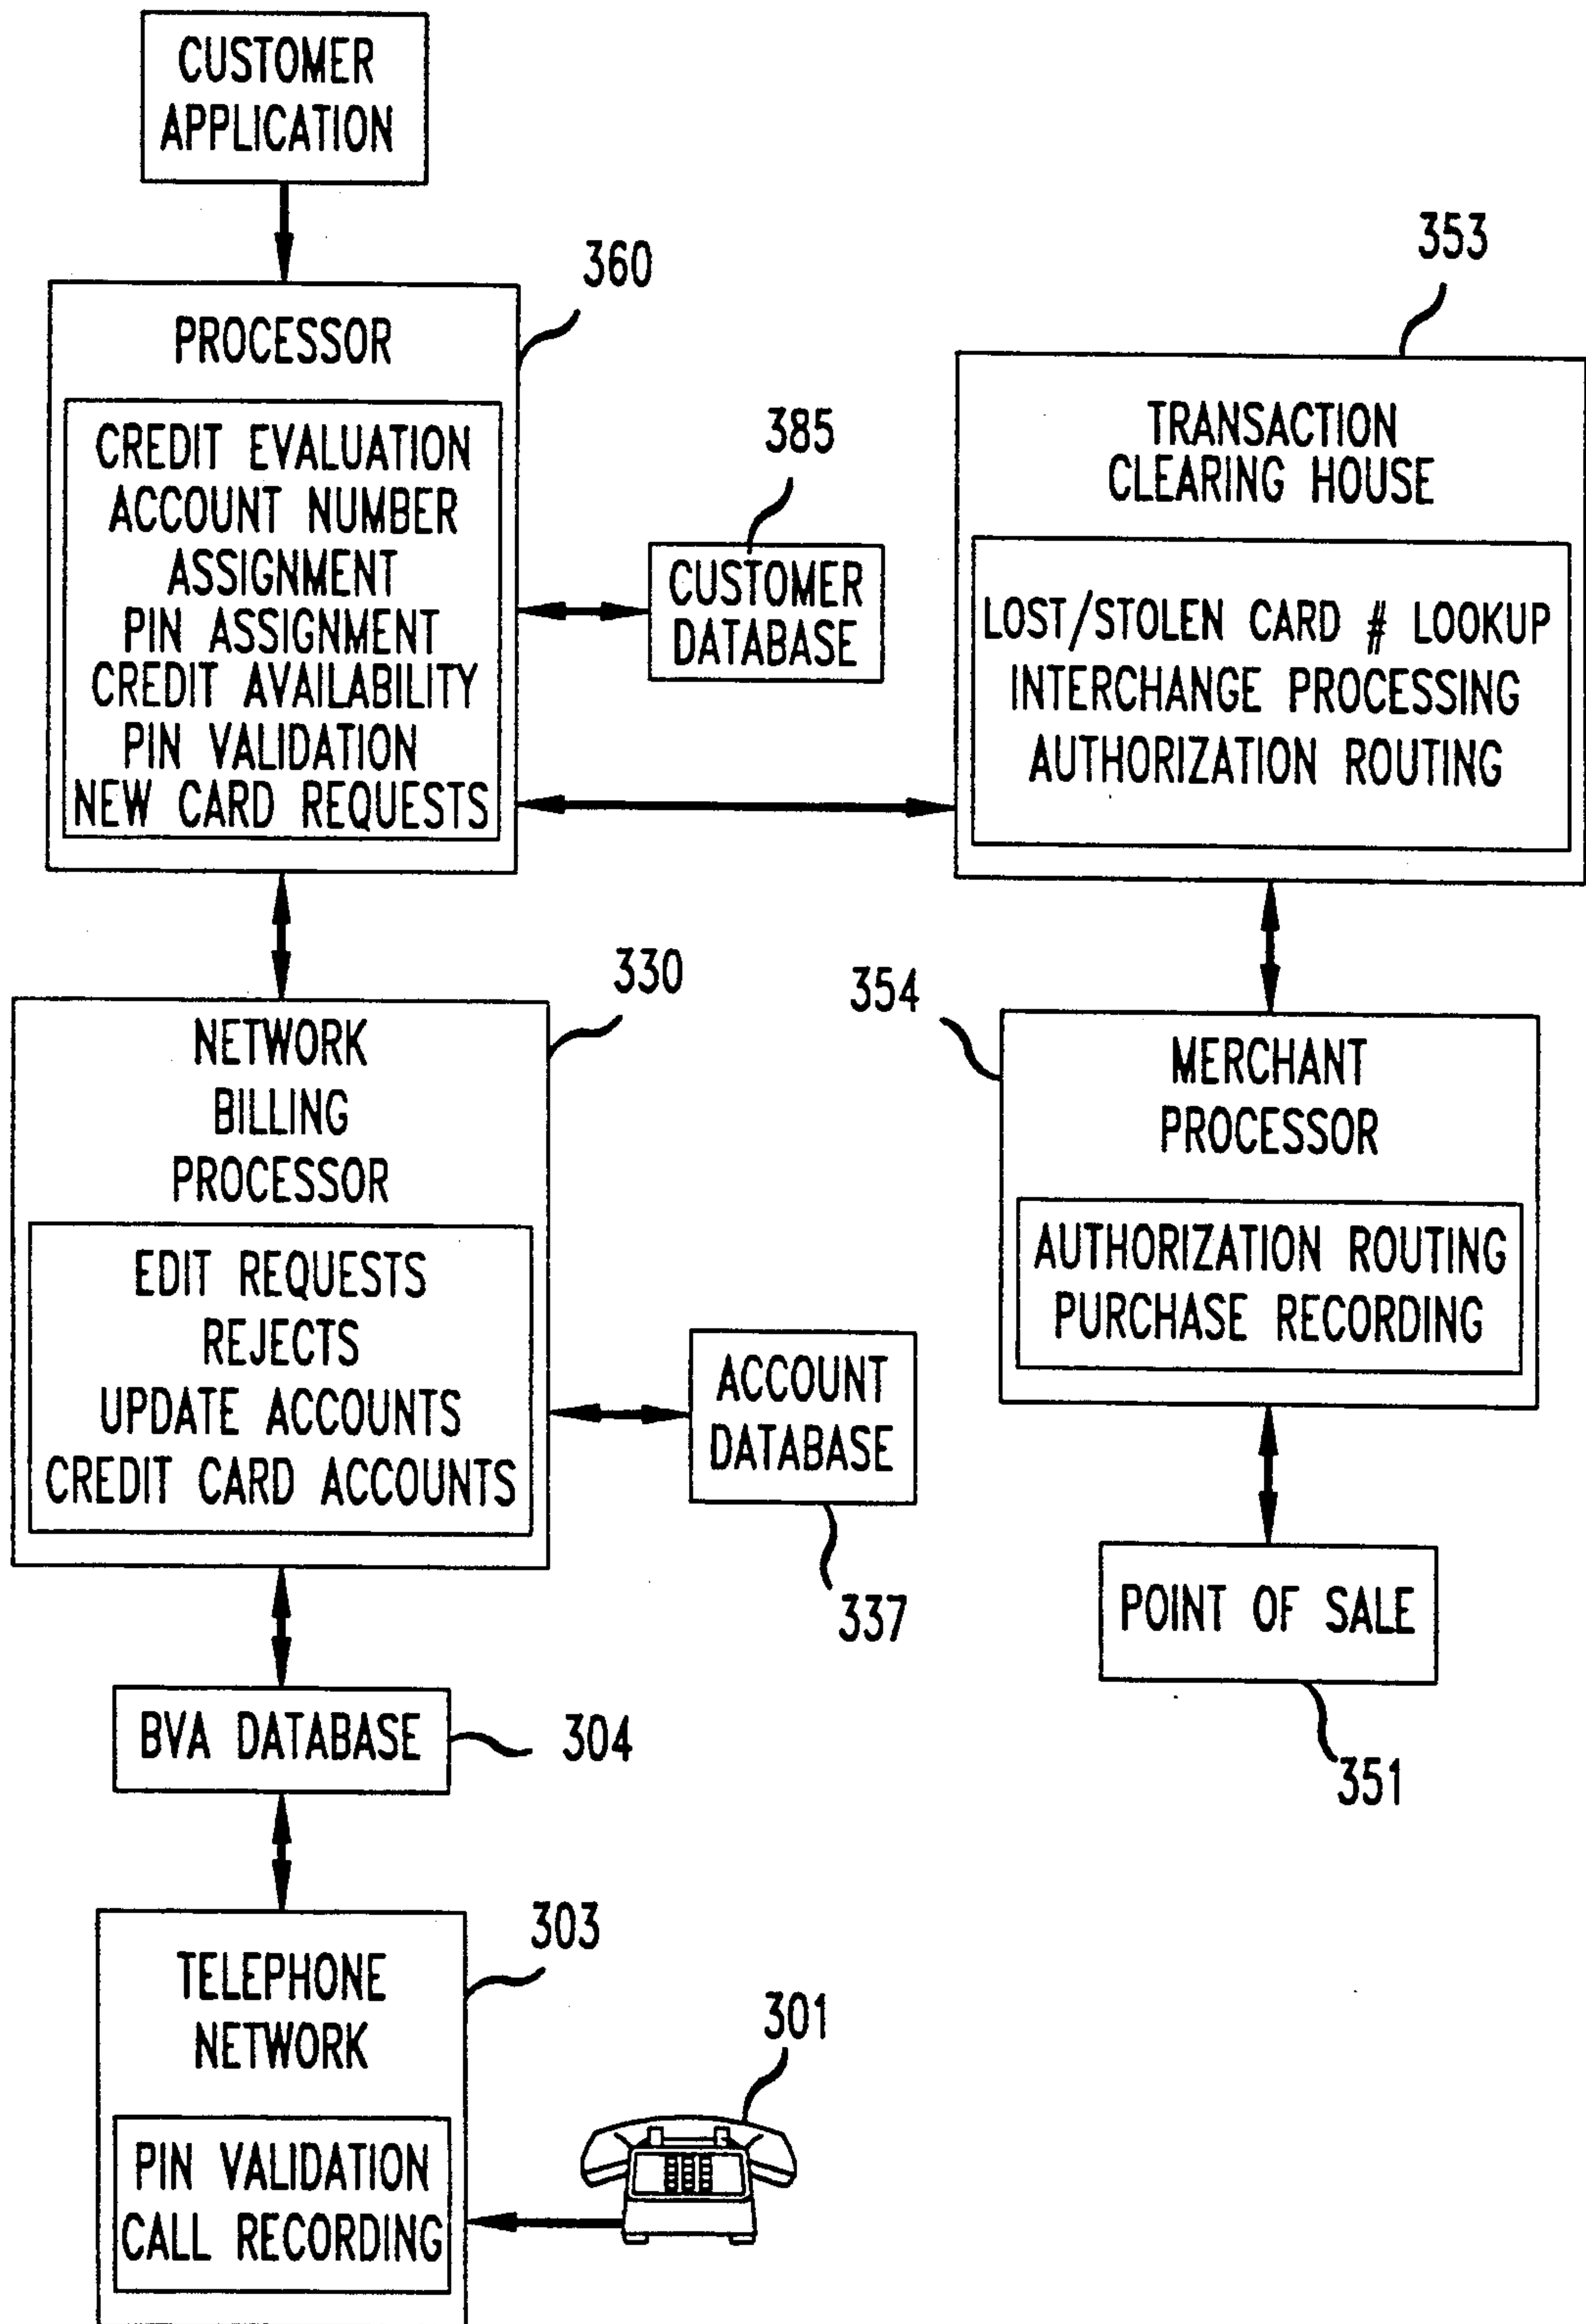 CUSTOMER
APPLICATION
360
PROCESSOR
CREDIT EVALUATION
ACCOUNT NUMBER
ASSIGNMENT
PIN ASSIGNMENT
CREDIT AVAILABILITY
PIN VALIDATION
NEW CARD REQUESTS
385
CUSTOMER
DATABASE
353
TRANSACTION
CLEARING HOUSE
LOST/STOLEN CARD # LOOKUP
INTERCHANGE PROCESSING
AUTHORIZATION ROUTING
330
NETWORK
BILLING
PROCESSOR
EDIT REQUESTS
REJECTS
UPDATE ACCOUNTS
CREDIT CARD ACCOUNTS
ACCOUNT
DATABASE
337
354
MERCHANT
PROCESSOR
AUTHORIZATION ROUTING
PURCHASE RECORDING
POINT OF SALE
351
BVA DATABASE
304
303
TELEPHONE
NETWORK
PIN VALIDATION
CALL RECORDING
301